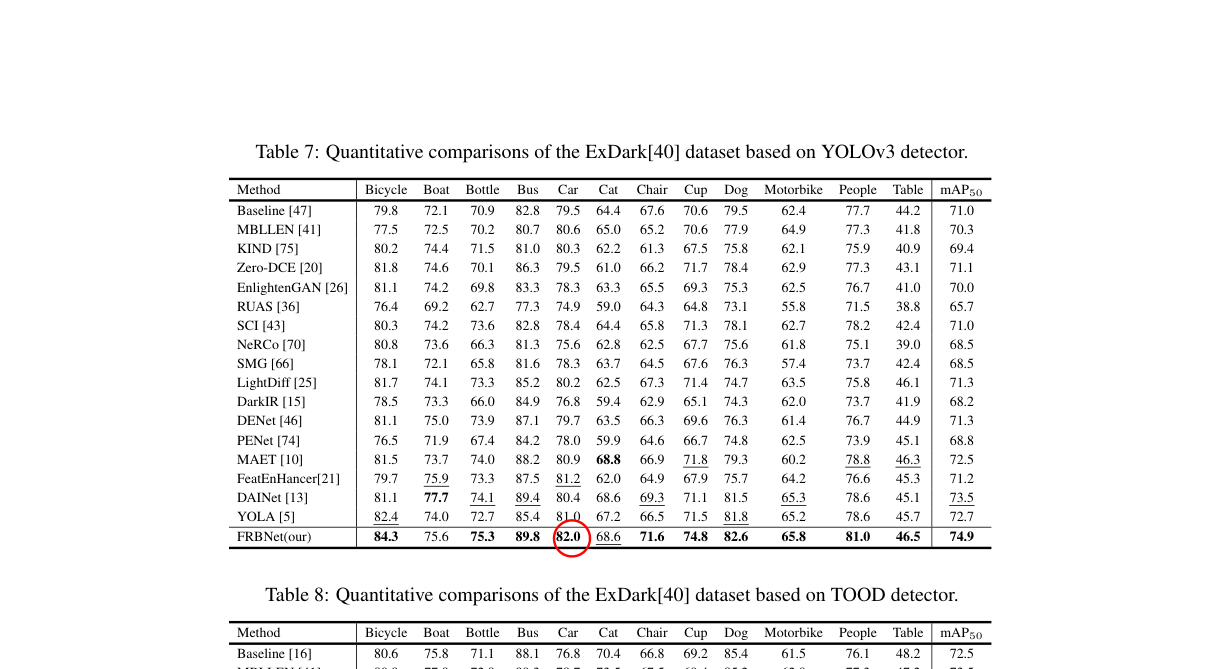 Table 7: Quantitative comparisons of the ExDark[40] dataset based on YOLOv3 detector.
Method Bicycle Boat Bottle Bus Car Cat Chair Cup Dog Motorbike People Table mAP50
Baseline [47] 79.8 72.1 70.9 82.8 79.5 64.4 67.6 70.6 79.5 62.4 77.7 44.2 71.0
MBLLEN [41] 77.5 72.5 70.2 80.7 80.6 65.0 65.2 70.6 77.9 64.9 77.3 41.8 70.3
KIND [75] 80.2 74.4 71.5 81.0 80.3 62.2 61.3 67.5 75.8 62.1 75.9 40.9 69.4
Zero-DCE [20] 81.8 74.6 70.1 86.3 79.5 61.0 66.2 71.7 78.4 62.9 77.3 43.1 71.1
EnlightenGAN [26] 81.1 74.2 69.8 83.3 78.3 63.3 65.5 69.3 75.3 62.5 76.7 41.0 70.0
RUAS [36] 76.4 69.2 62.7 77.3 74.9 59.0 64.3 64.8 73.1 55.8 71.5 38.8 65.7
SCI [43] 80.3 74.2 73.6 82.8 78.4 64.4 65.8 71.3 78.1 62.7 78.2 42.4 71.0
NeRCo [70] 80.8 73.6 66.3 81.3 75.6 62.8 62.5 67.7 75.6 61.8 75.1 39.0 68.5
SMG [66] 78.1 72.1 65.8 81.6 78.3 63.7 64.5 67.6 76.3 57.4 73.7 42.4 68.5
LightDiff [25] 81.7 74.1 73.3 85.2 80.2 62.5 67.3 71.4 74.7 63.5 75.8 46.1 71.3
DarkIR [15] 78.5 73.3 66.0 84.9 76.8 59.4 62.9 65.1 74.3 62.0 73.7 41.9 68.2
DENet [46] 81.1 75.0 73.9 87.1 79.7 63.5 66.3 69.6 76.3 61.4 76.7 44.9 71.3
PENet [74] 76.5 71.9 67.4 84.2 78.0 59.9 64.6 66.7 74.8 62.5 73.9 45.1 68.8
MAET [10] 81.5 73.7 74.0 88.2 80.9 68.8 66.9 71.8 79.3 60.2 78.8 46.3 72.5
FeatEnHancer[21] 79.7 75.9 73.3 87.5 81.2 62.0 64.9 67.9 75.7 64.2 76.6 45.3 71.2
DAINet [13] 81.1 77.7 74.1 89.4 80.4 68.6 69.3 71.1 81.5 65.3 78.6 45.1 73.5
YOLA [5] 82.4 74.0 72.7 85.4 81.0 67.2 66.5 71.5 81.8 65.2 78.6 45.7 72.7
FRBNet(our) 84.3 75.6 75.3 89.8 82.0 68.6 71.6 74.8 82.6 65.8 81.0 46.5 74.9
Table 8: Quantitative comparisons of the ExDark[40] dataset based on TOOD detector.
Method Bicycle Boat Bottle Bus Car Cat Chair Cup Dog Motorbike People Table mAP50
Baseline [16] 80.6 75.8 71.1 88.1 76.8 70.4 66.8 69.2 85.4 61.5 76.1 48.2 72.5